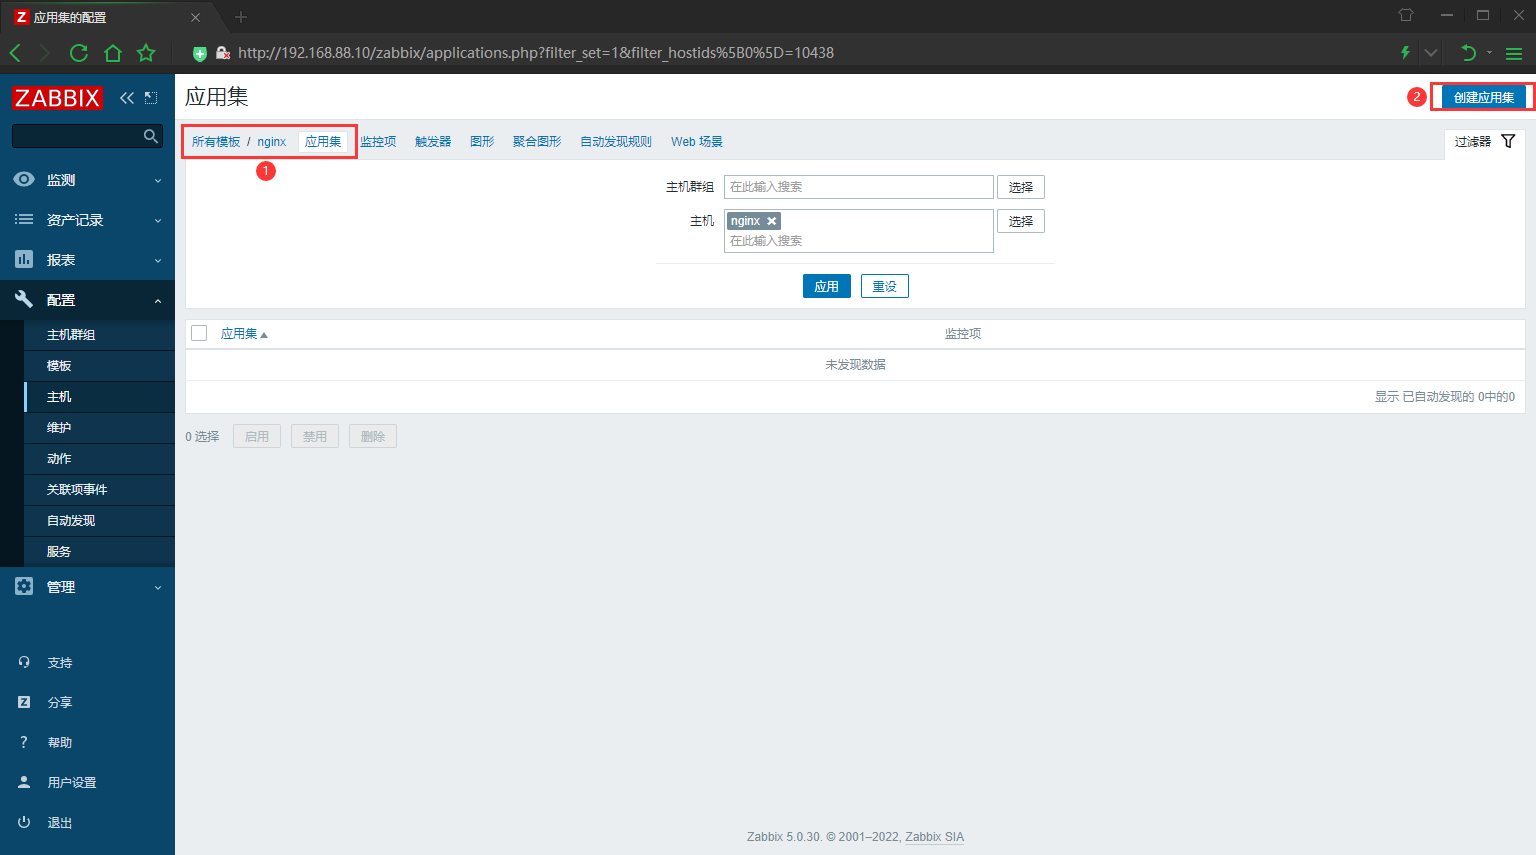 Z 应用集的配置
http://192.168.88.10/zabbix/applications.php?filter_set=1&filter_hostids%5B0%5D=10438
ZABBIX
应用集
2 创建应用集
所有模板 / nginx 应用集 监控项 触发器 图形 聚合图形 自动发现规则 Web 场景
过滤器
1
监测
资产记录
报表
配置
主机群组
模板
主机
维护
动作
关联项事件
自动发现
服务
管理
Z
支持
分享
? 帮助
用户设置
退出
主机群组 在此输入搜索 选择
主机 nginx 选择
在此输入搜索
应用 重设
应用集 监控项
未发现数据
显示 已自动发现的 0中的0
0 选择 启用 禁用 删除
Zabbix 5.0.30. © 2001–2022, Zabbix SIA